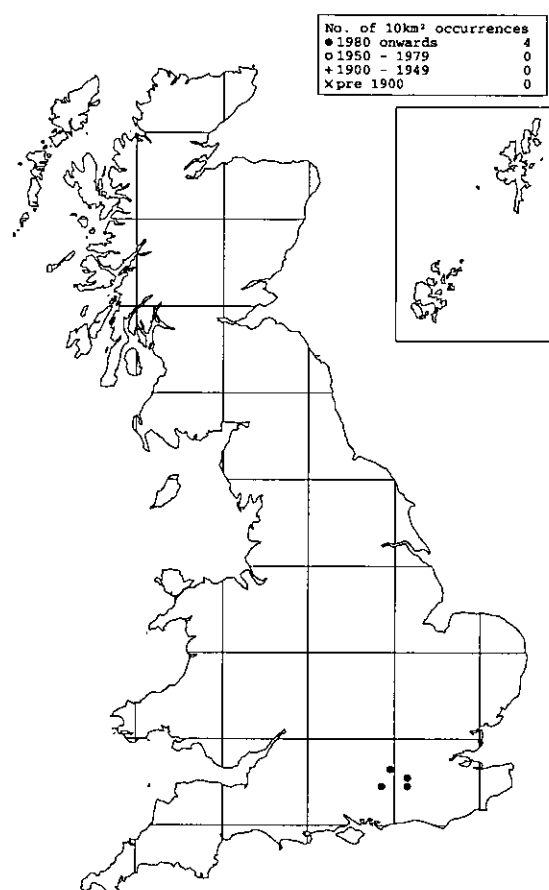 No. of 10km² occurrences
● 1980 onwards 4
o 1950 - 1979 0
+ 1900 - 1949 0
× pre 1900 0